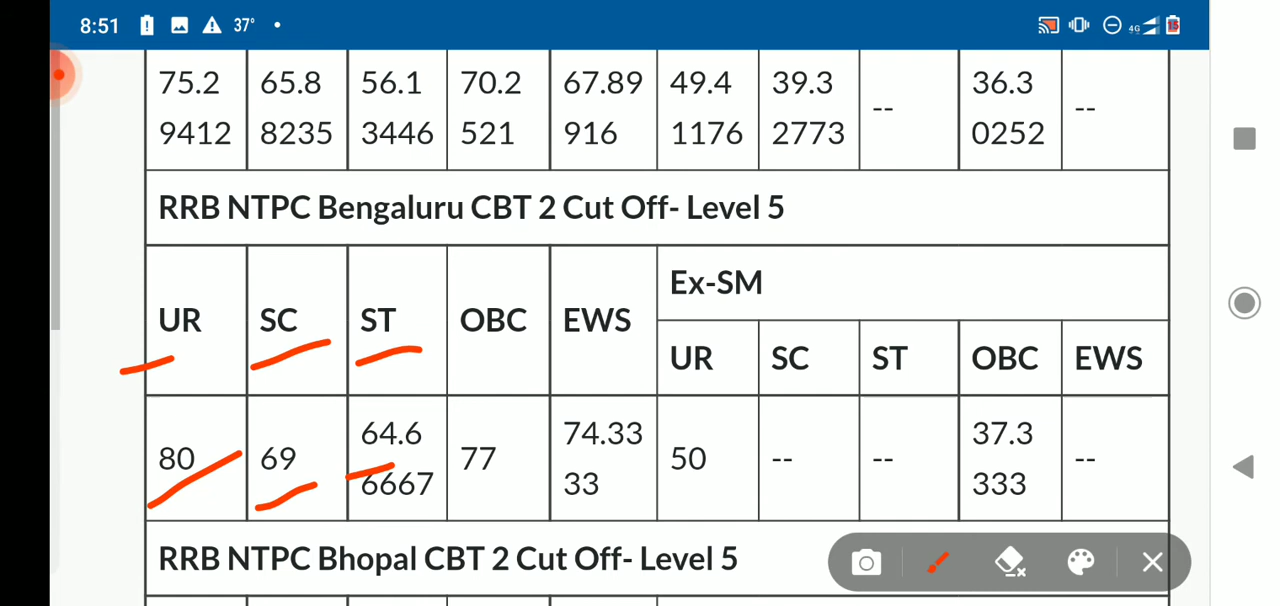 8:51 37° 4G 15
75.2 65.8 56.1 70.2 67.89 49.4 39.3 -- 36.3 --
9412 8235 3446 521 916 1176 2773 0252
RRB NTPC Bengaluru CBT 2 Cut Off- Level 5
UR SC ST OBC EWS Ex-SM
UR SC ST OBC EWS
80 69 64.6 77 74.33 50 -- -- 37.3 --
6667 33 333
RRB NTPC Bhopal CBT 2 Cut Off- Level 5